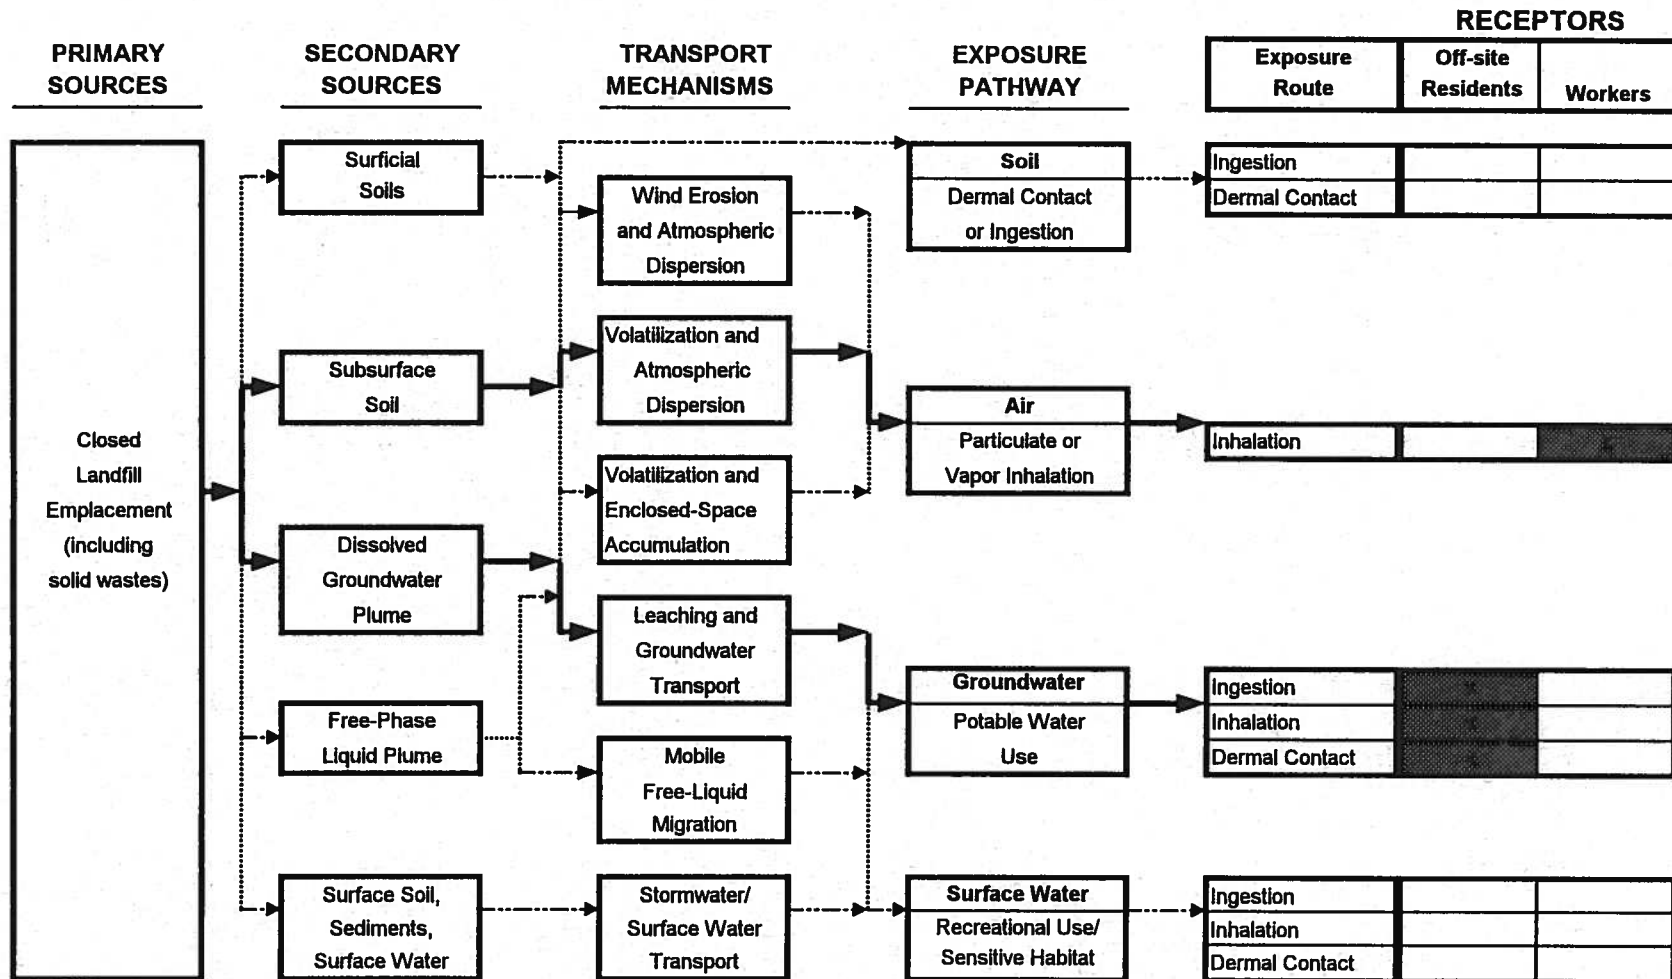 RECEPTORS
PRIMARY
SOURCES
SECONDARY
SOURCES
TRANSPORT
MECHANISMS
EXPOSURE
PATHWAY
Exposure
Route
Off-site
Residents
Workers
Closed
Landfill
Emplacement
(including
solid wastes)
Surficial
Soils
Subsurface
Soil
Dissolved
Groundwater
Plume
Free-Phase
Liquid Plume
Surface Soil,
Sediments,
Surface Water
Wind Erosion
and Atmospheric
Dispersion
Volatilization and
Atmospheric
Dispersion
Volatilization and
Enclosed-Space
Accumulation
Leaching and
Groundwater
Transport
Mobile
Free-Liquid
Migration
Stormwater/
Surface Water
Transport
Soil
Dermal Contact
or Ingestion
Air
Particulate or
Vapor Inhalation
Groundwater
Potable Water
Use
Surface Water
Recreational Use/
Sensitive Habitat
Ingestion
Dermal Contact
Inhalation
Ingestion
Inhalation
Dermal Contact
Ingestion
Inhalation
Dermal Contact